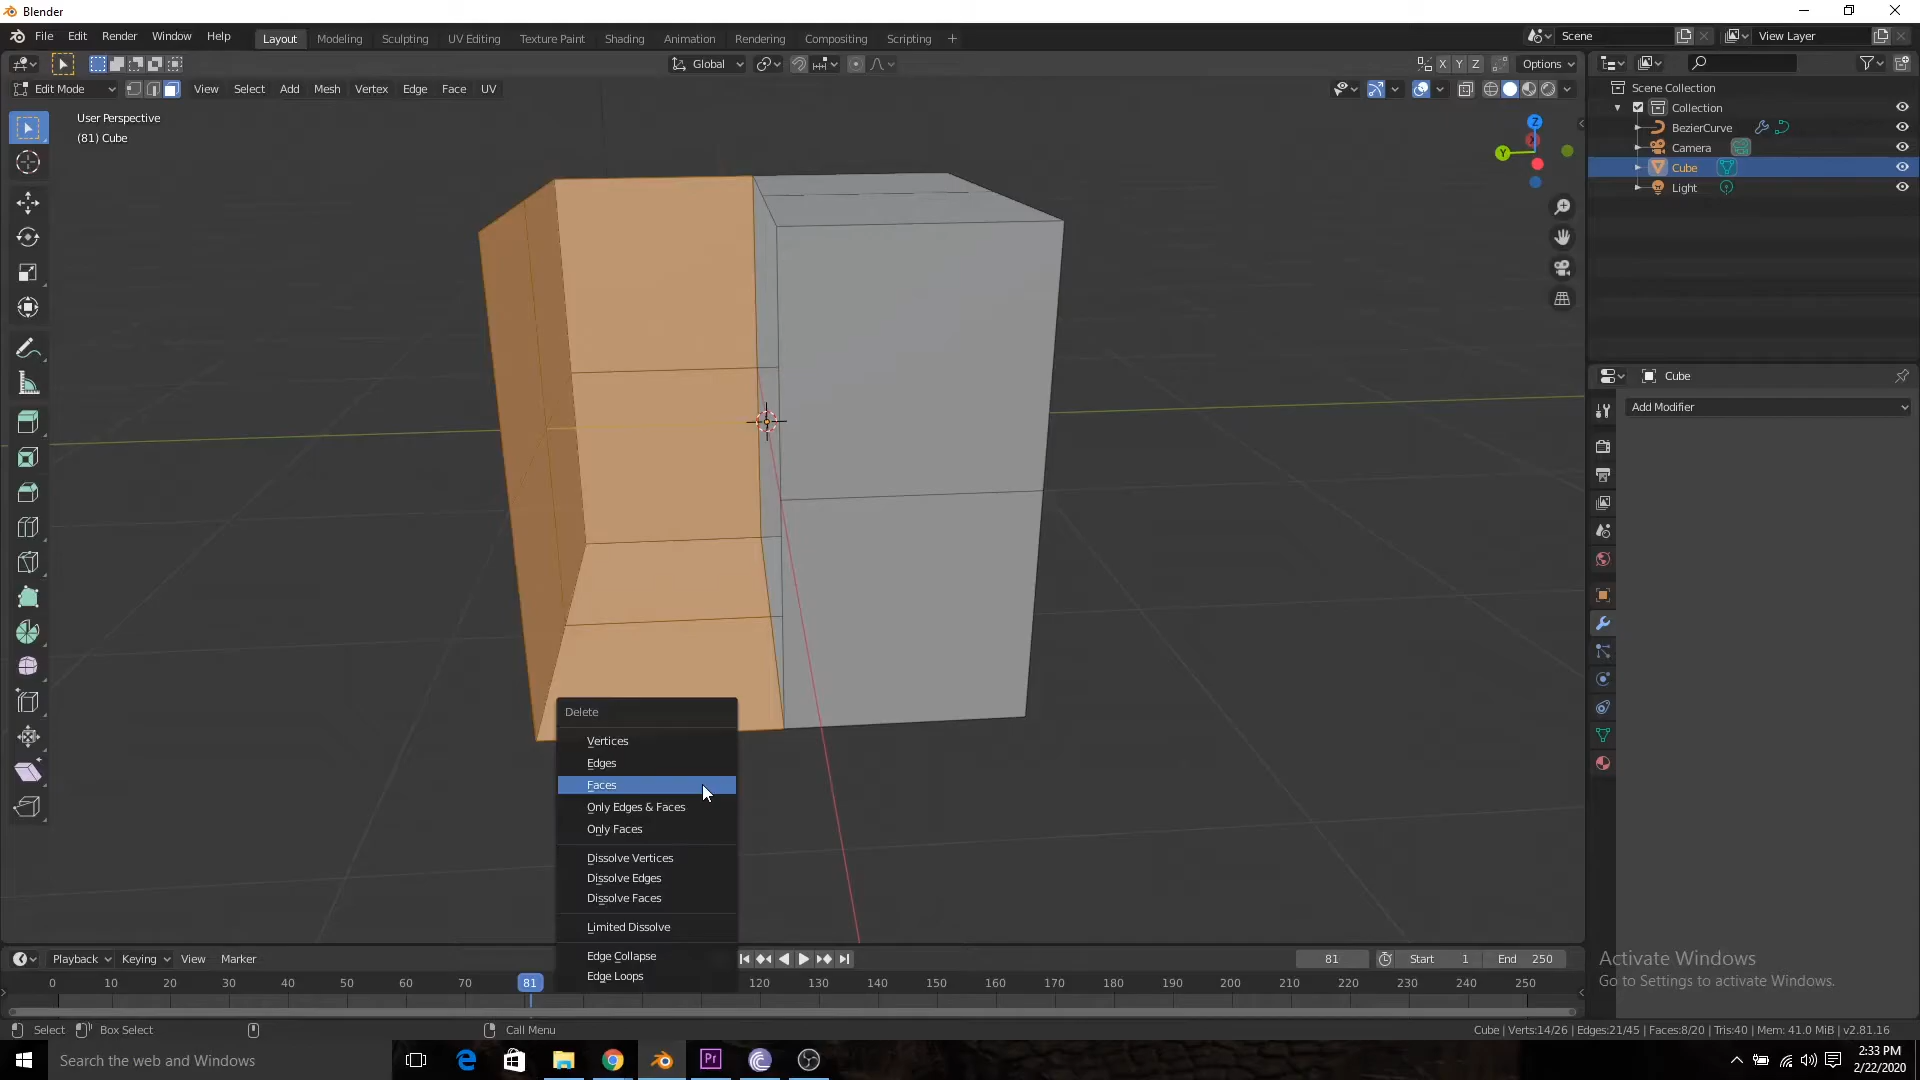 Blender
File Edit Render Window Help
Layout Modeling Sculpting UV Editing Texture Paint Shading Animation Rendering Compositing Scripting +
Scene
View Layer
Global
X Y Z
Options
Edit Mode View Select Add Mesh Vertex Edge Face UV
User Perspective
(81) Cube
Z
Y
Scene Collection
Collection
BezierCurve
Camera
Cube
Light
Cube
Add Modifier
Delete
Vertices
Edges
Faces
Only Edges & Faces
Only Faces
Dissolve Vertices
Dissolve Edges
Dissolve Faces
Limited Dissolve
Edge Collapse
Edge Loops
Playback Keying View Marker
81 Start 1 End 250
0 10 20 30 40 50 60 70 81 120 130 140 150 160 170 180 190 200 210 220 230 240 250
Activate Windows
Go to Settings to activate Windows.
Select Box Select Call Menu
Cube | Verts:14/26 | Edges:21/45 | Faces:8/20 | Tris:40 | Mem: 41.0 MiB | v2.81.16
Search the web and Windows
Pr
2:33 PM
2/22/2020